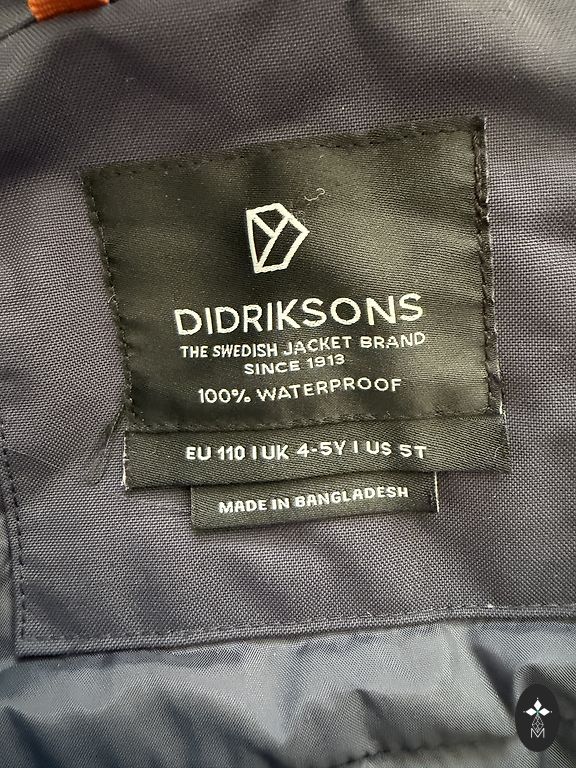 DIDRIKSONS
THE SWEDISH JACKET BRAND
SINCE 1913
100% WATERPROOF
EU 110 | UK 4-5Y | US 5T
MADE IN BANGLADESH
M